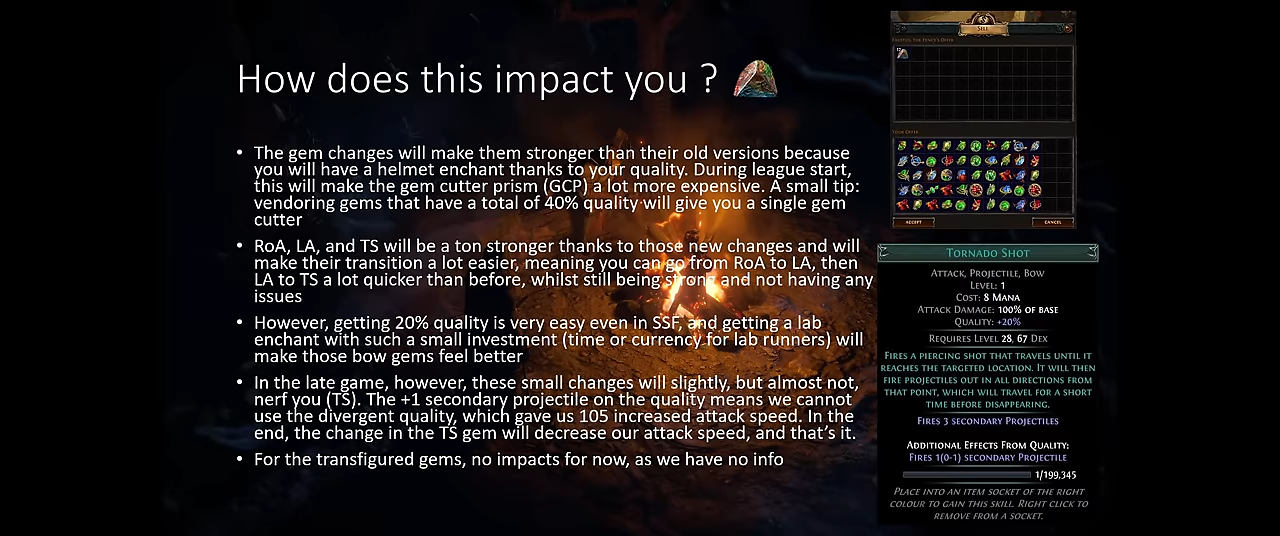 How does this impact you ?
• The gem changes will make them stronger than their old versions because
you will have a helmet enchant thanks to your quality. During league start,
this will make the gem cutter prism (GCP) a lot more expensive. A small tip:
vendoring gems that have a total of 40% quality will give you a single gem
cutter
• RoA, LA, and TS will be a ton stronger thanks to those new changes and will
make their transition a lot easier, meaning you can go from RoA to LA, then
LA to TS a lot quicker than before, whilst still being strong and not having any
issues
• However, getting 20% quality is very easy even in SSF, and getting a lab
enchant with such a small investment (time or currency for lab runners) will
make those bow gems feel better
• In the late game, however, these small changes will slightly, but almost not,
nerf you (TS). The +1 secondary projectile on the quality means we cannot
use the divergent quality, which gave us 105 increased attack speed. In the
end, the change in the TS gem will decrease our attack speed, and that's it.
• For the transfigured gems, no impacts for now, as we have no info
Sell
Your Offer
Accept
Cancel
Tornado Shot
Attack, Projectile, Bow
Level: 1
Cost: 8 Mana
Attack Damage: 100% of base
Quality: +20%
Requires Level 28, 67 Dex
Fires a piercing shot that travels until it
reaches the targeted location. It will then
fire projectiles out in all directions from
that point, which will travel for a short
time before disappearing.
Fires 3 secondary Projectiles
Additional Effects From Quality:
Fires 1(0-1) secondary Projectile
1/199,345
Place into an item socket of the right
colour to gain this skill. Right click to
remove from a socket.